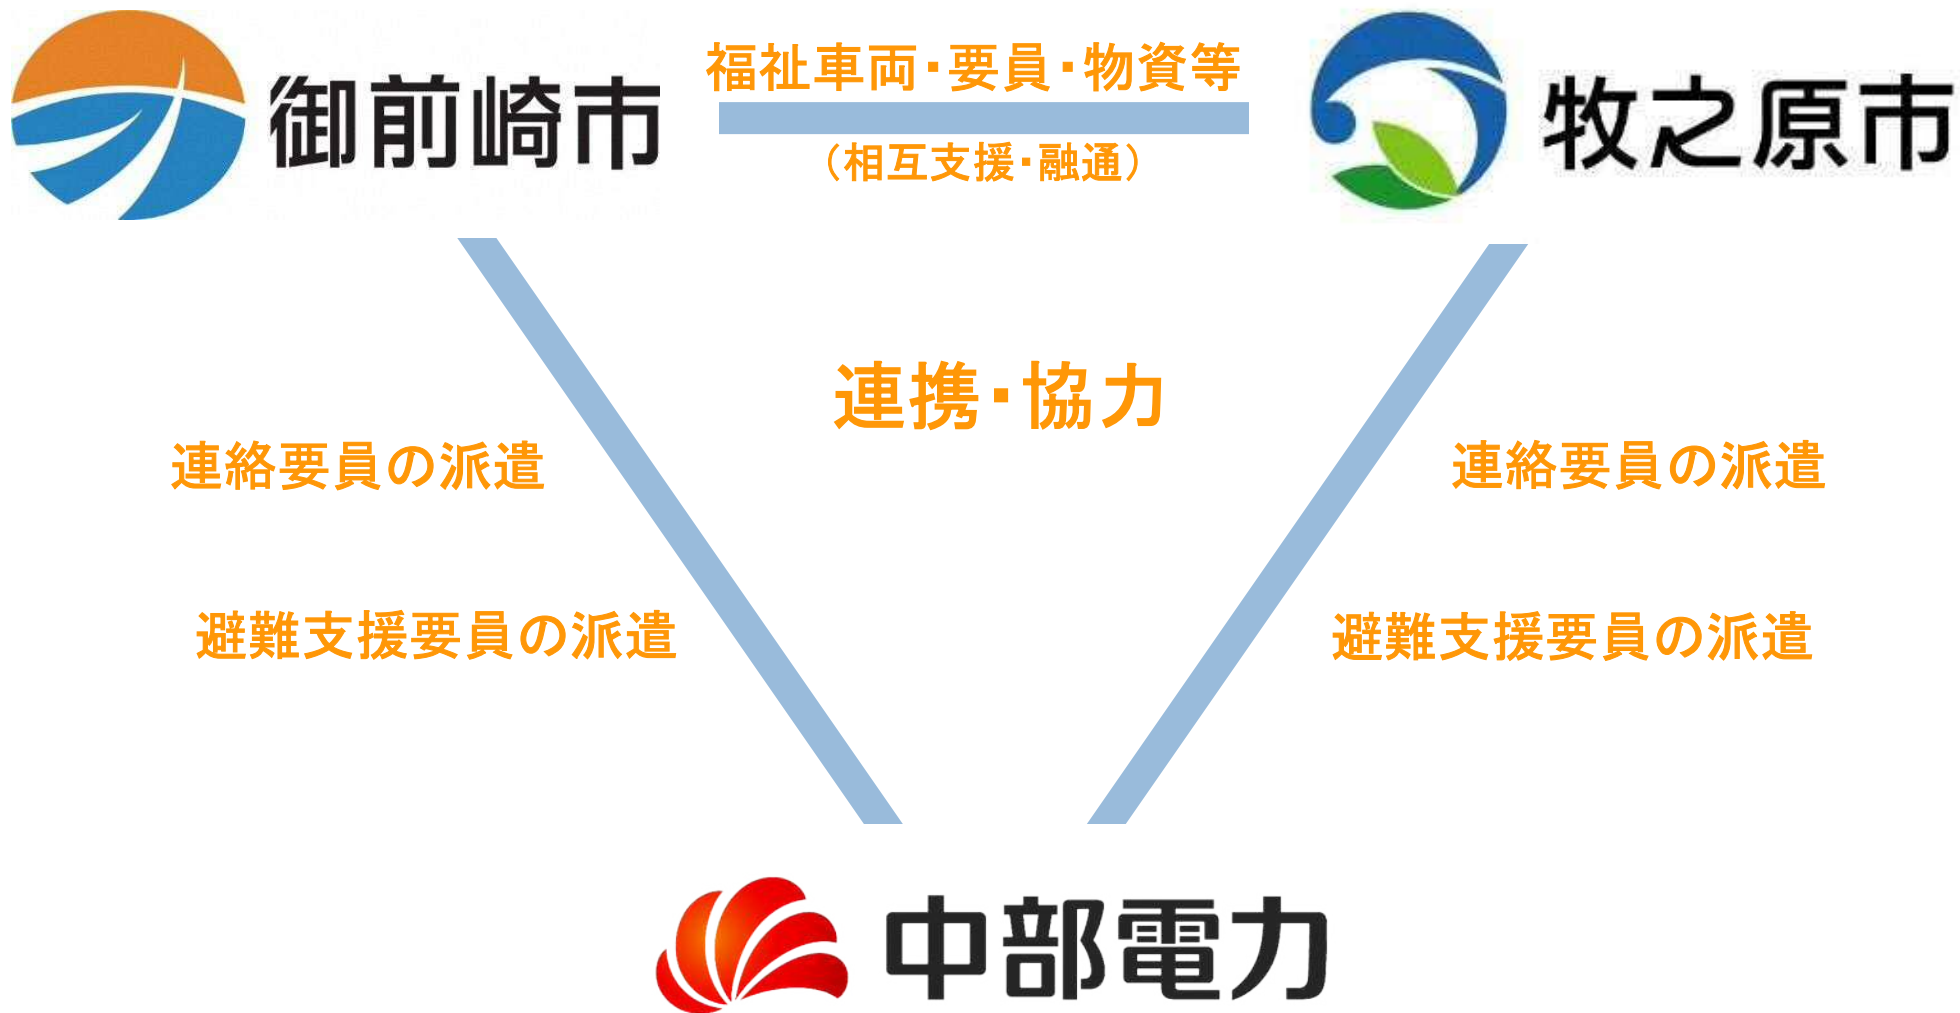 御前崎市
福祉車両・要員・物資等
（相互支援・融通）
牧之原市
連携・協力
連絡要員の派遣
連絡要員の派遣
避難支援要員の派遣
避難支援要員の派遣
中部電力